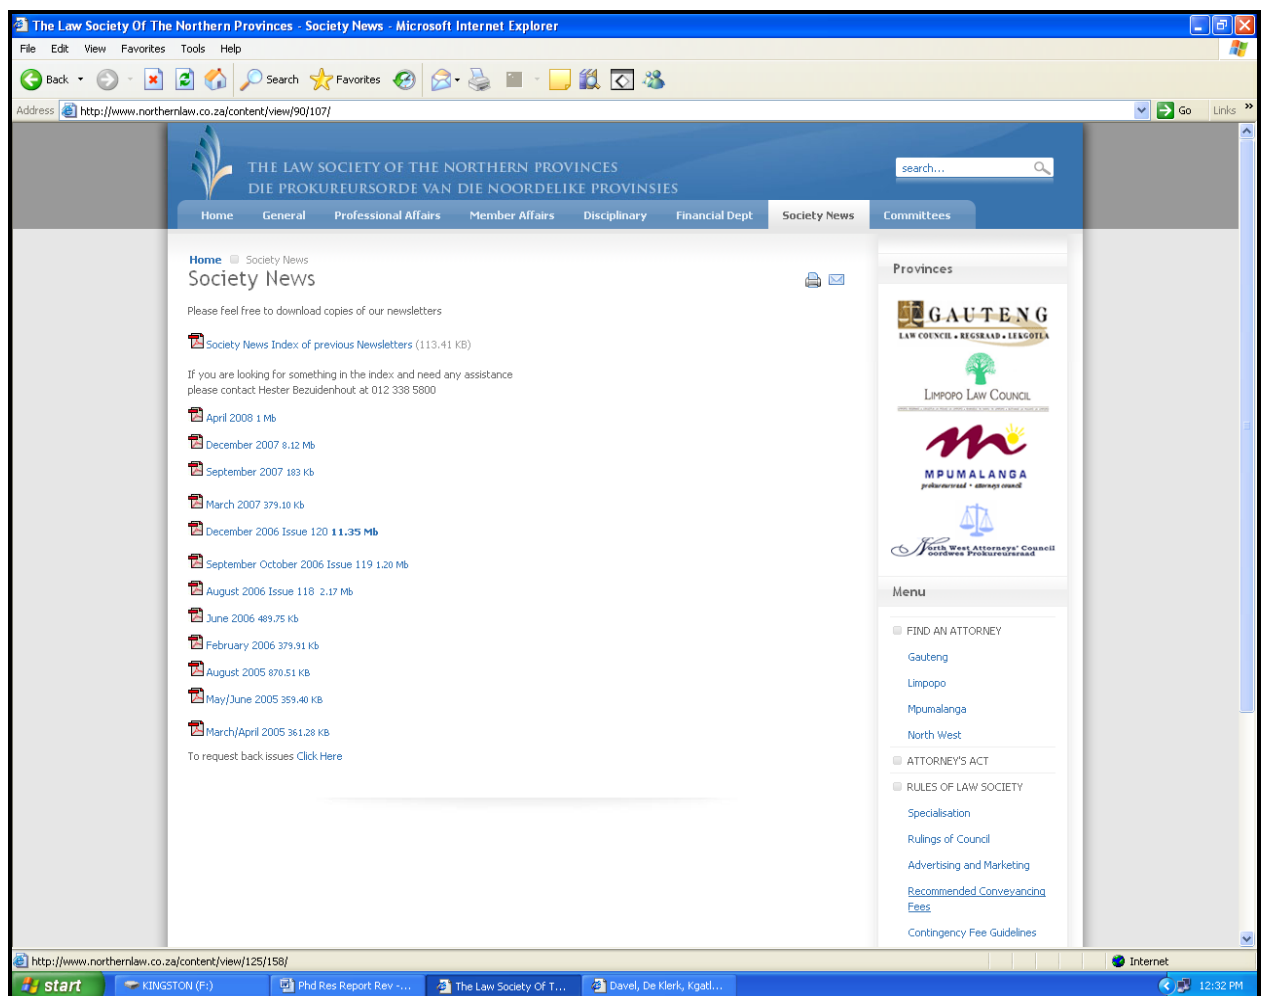 The Law Society Of The Northern Provinces - Society News - Microsoft Internet Explorer
File Edit View Favorites Tools Help
Back Search Favorites
Address http://www.northernlaw.co.za/content/view/90/107/ Go Links »
THE LAW SOCIETY OF THE NORTHERN PROVINCES
DIE PROKUREURSORDE VAN DIE NOORDELIKE PROVINSIES
search...
Home General Professional Affairs Member Affairs Disciplinary Financial Dept Society News Committees
Home Society News
Society News
Please feel free to download copies of our newsletters
Society News Index of previous Newsletters (113.41 KB)
If you are looking for something in the index and need any assistance
please contact Hester Bezuidenhout at 012 338 5800
April 2008 1 Mb
December 2007 8.12 Mb
September 2007 183 Kb
March 2007 379.10 Kb
December 2006 Issue 120 11.35 Mb
September October 2006 Issue 119 1.20 Mb
August 2006 Issue 118 2.17 Mb
June 2006 489.75 Kb
February 2006 379.91 Kb
August 2005 870.51 KB
May/June 2005 359.40 KB
March/April 2005 361.28 KB
To request back issues Click Here
Provinces
GAUTENG
LAW COUNCIL • REGSRAAD • LEKGOTLA
LIMPOPO LAW COUNCIL
MPUMALANGA
prokureursraad • attorneys council
North West Attorneys' Council
Noordwes Prokureursraad
Menu
FIND AN ATTORNEY
Gauteng
Limpopo
Mpumalanga
North West
ATTORNEY'S ACT
RULES OF LAW SOCIETY
Specialisation
Rulings of Council
Advertising and Marketing
Recommended Conveyancing
Fees
Contingency Fee Guidelines
http://www.northernlaw.co.za/content/view/125/158/ Internet
start KINGSTON (F:) Phd Res Report Rev -... The Law Society Of T... Davel, De Klerk, Kgatl... 12:32 PM